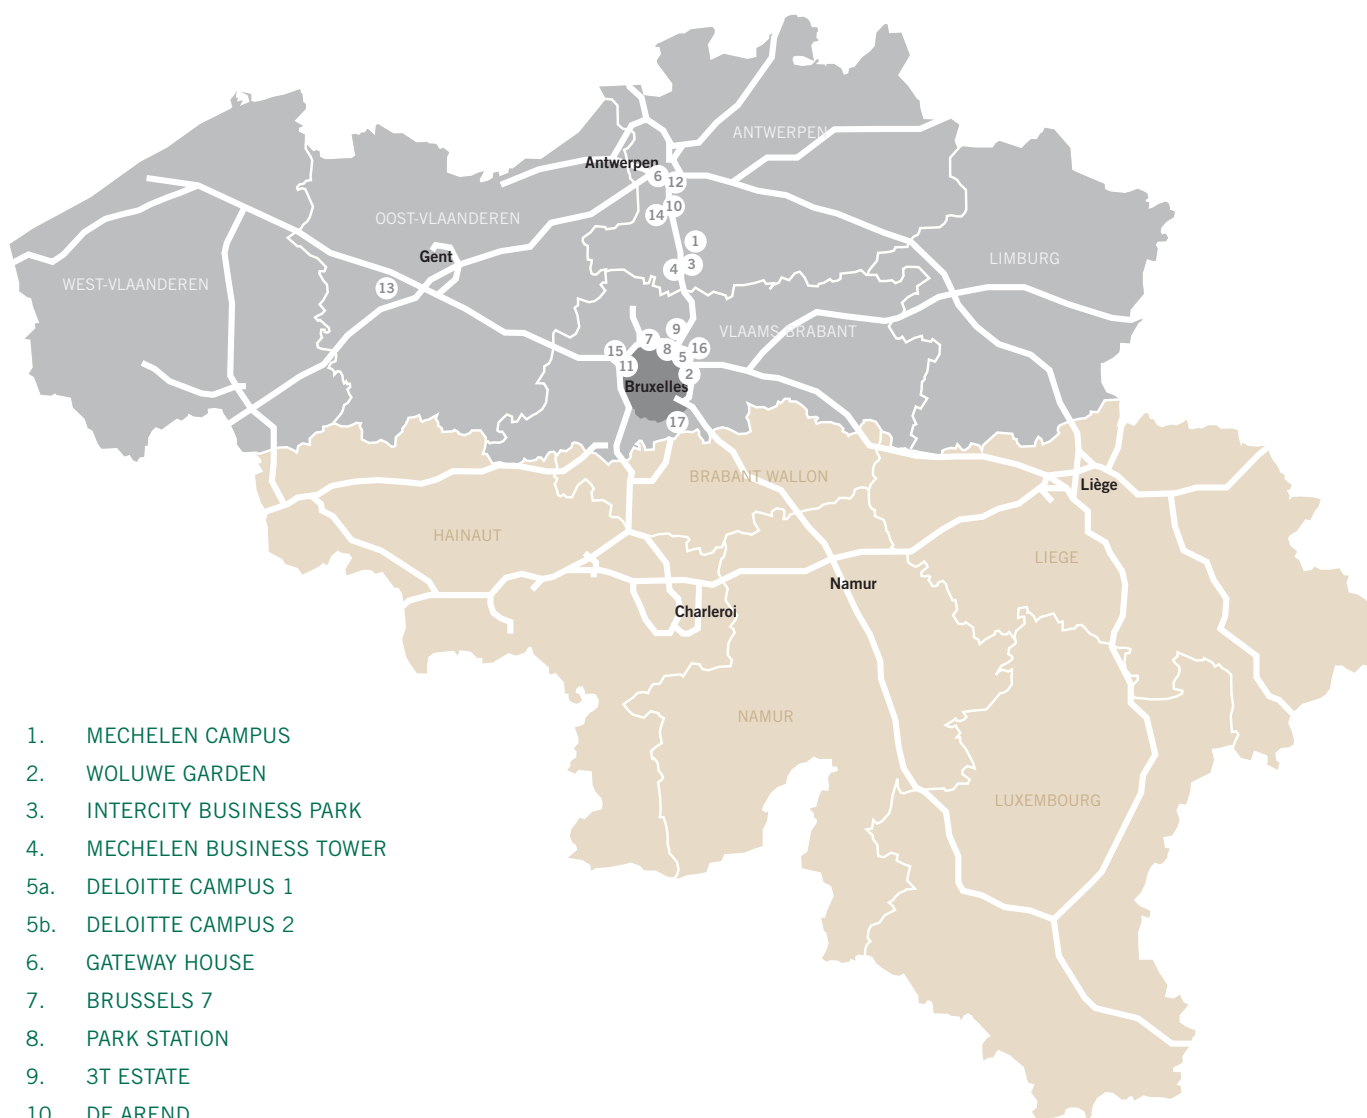 ANTWERPEN
Antwerpen
6
12
10
14
OOST-VLAANDEREN
1
Gent
3
4
LIMBURG
WEST-VLAANDEREN
13
9
VLAAMS-BRABANT
7
8
16
15
5
11
2
Bruxelles
17
BRABANT WALLON
Liège
HAINAUT
LIEGE
Namur
Charleroi
NAMUR
LUXEMBOURG
1. MECHELEN CAMPUS
2. WOLUWE GARDEN
3. INTERCITY BUSINESS PARK
4. MECHELEN BUSINESS TOWER
5a. DELOITTE CAMPUS 1
5b. DELOITTE CAMPUS 2
6. GATEWAY HOUSE
7. BRUSSELS 7
8. PARK STATION
9. 3T ESTATE
10. DE AREND